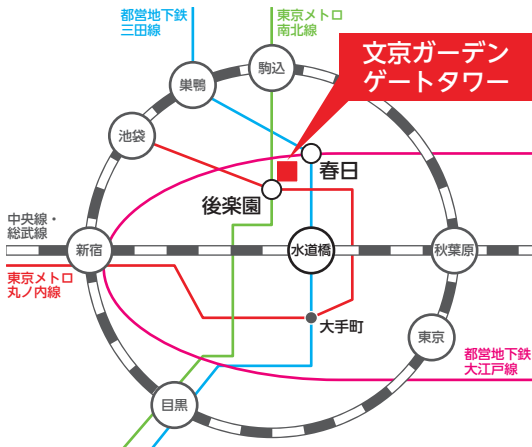 都営地下鉄
三田線
東京メトロ
南北線
文京ガーデン
ゲートタワー
駒込
巣鴨
池袋
春日
後楽園
中央線・
総武線
新宿
水道橋
秋葉原
東京メトロ
丸ノ内線
大手町
東京
都営地下鉄
大江戸線
目黒